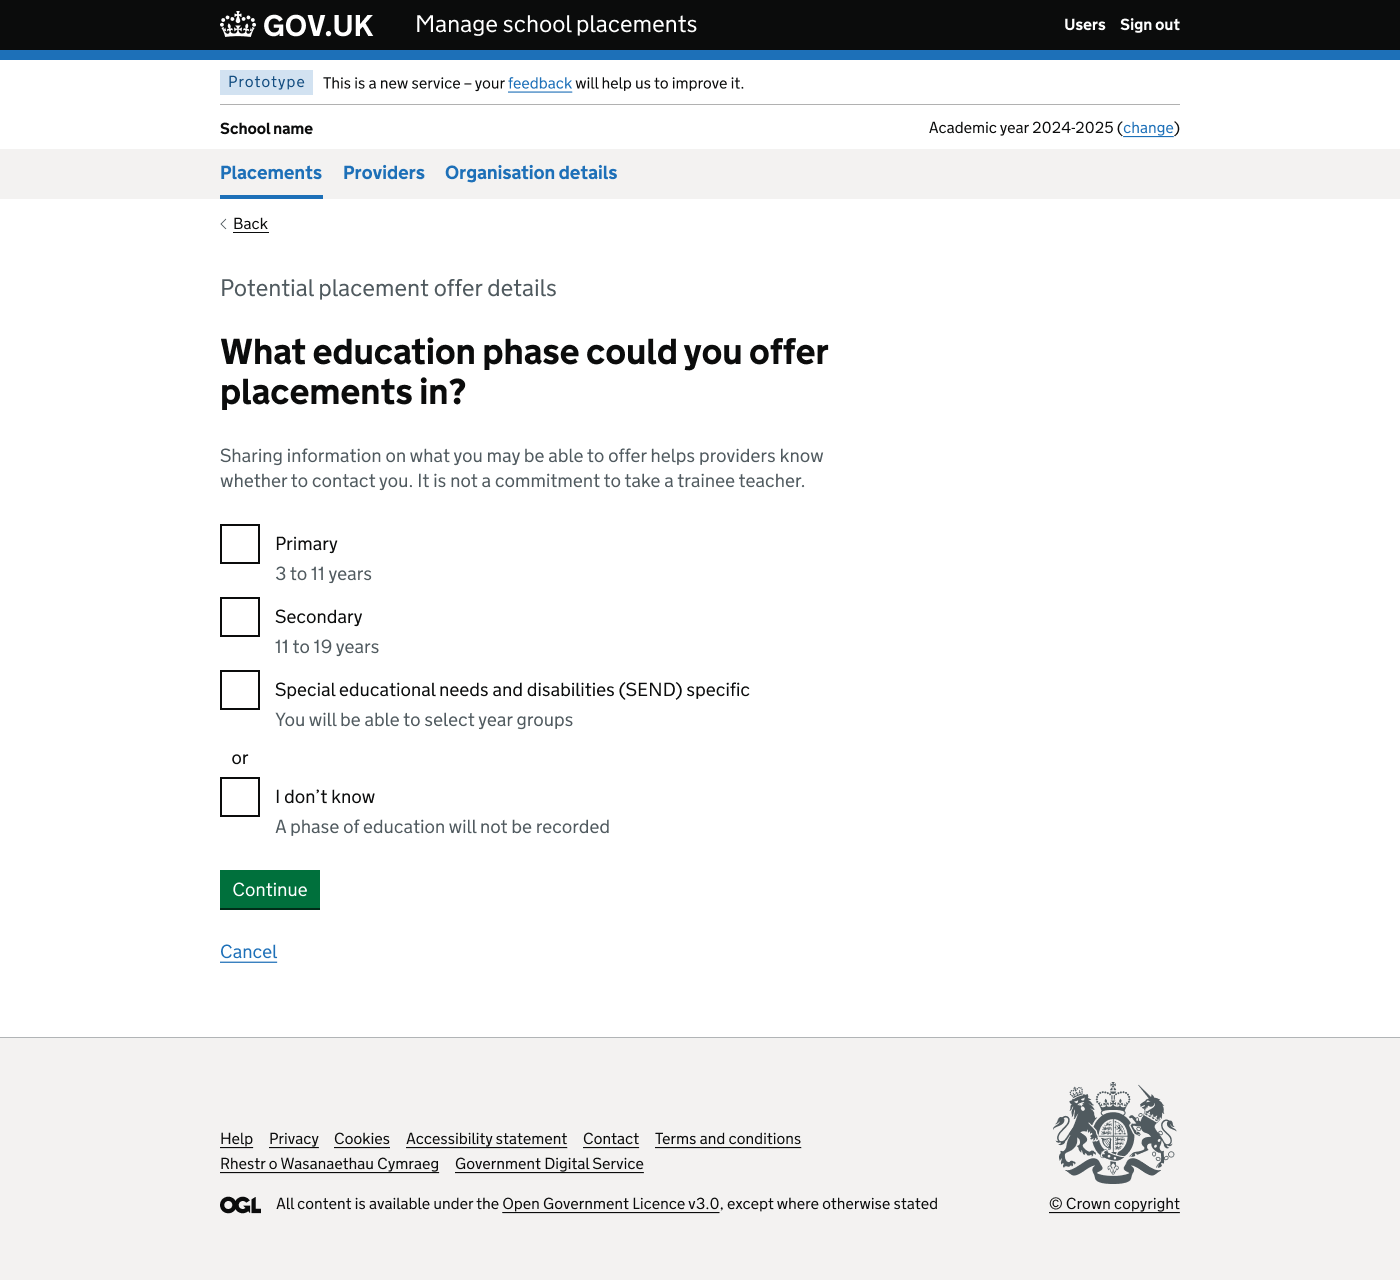 GOV.UK Manage school placements Users Sign out
Prototype This is a new service – your feedback will help us to improve it.
School name Academic year 2024-2025 (change)
Placements Providers Organisation details
Back
Potential placement offer details
What education phase could you offer
placements in?
Sharing information on what you may be able to offer helps providers know
whether to contact you. It is not a commitment to take a trainee teacher.
Primary
3 to 11 years
Secondary
11 to 19 years
Special educational needs and disabilities (SEND) specific
You will be able to select year groups
or
I don’t know
A phase of education will not be recorded
Continue
Cancel
Help Privacy Cookies Accessibility statement Contact Terms and conditions
Rhestr o Wasanaethau Cymraeg Government Digital Service
OGL All content is available under the Open Government Licence v3.0, except where otherwise stated
© Crown copyright